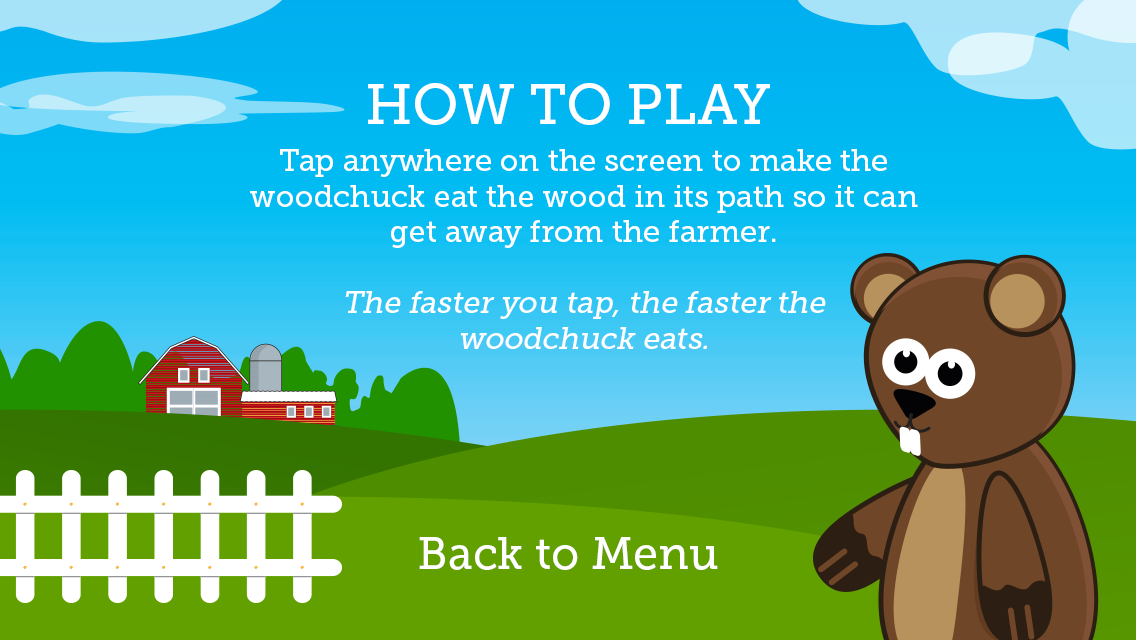 HOW TO PLAY
Tap anywhere on the screen to make the
woodchuck eat the wood in its path so it can
get away from the farmer.
The faster you tap, the faster the
woodchuck eats.
Back to Menu